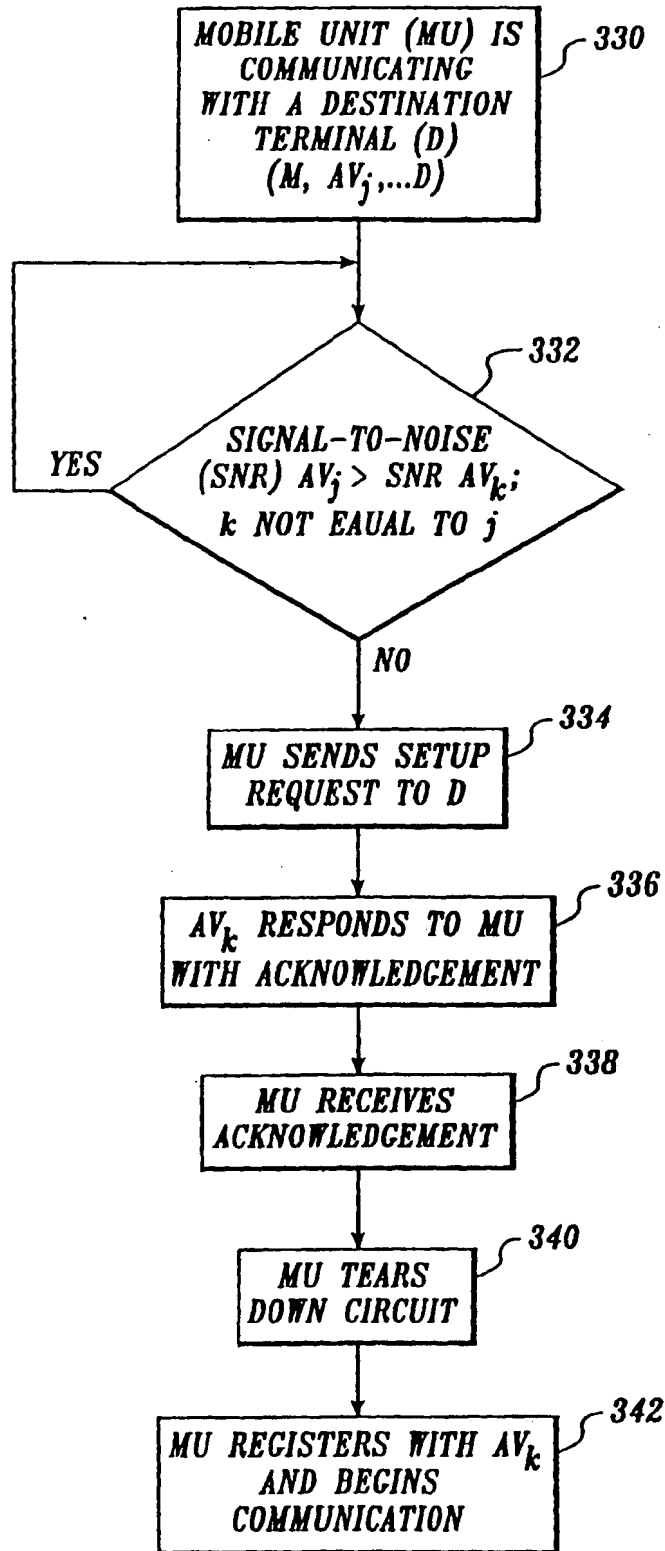 MOBILE UNIT (MU) IS
COMMUNICATING
WITH A DESTINATION
TERMINAL (D)
(M, AVj,...D)
330
332
SIGNAL-TO-NOISE
(SNR) AVj > SNR AVk;
k NOT EAUAL TO j
YES
NO
334
MU SENDS SETUP
REQUEST TO D
336
AVk RESPONDS TO MU
WITH ACKNOWLEDGEMENT
338
MU RECEIVES
ACKNOWLEDGEMENT
340
MU TEARS
DOWN CIRCUIT
342
MU REGISTERS WITH AVk
AND BEGINS
COMMUNICATION